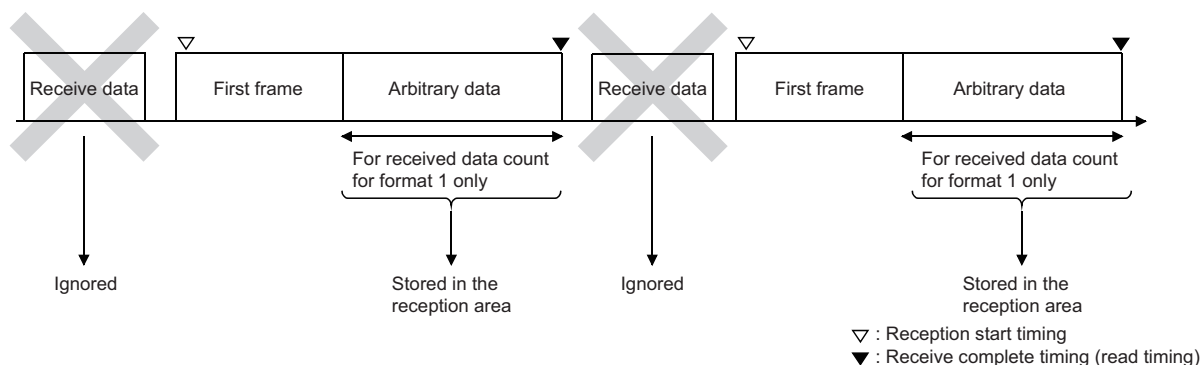 Receive data
First frame
Arbitrary data
Receive data
First frame
Arbitrary data
For received data count
for format 1 only
For received data count
for format 1 only
Ignored
Stored in the
reception area
Ignored
Stored in the
reception area
: Reception start timing
: Receive complete timing (read timing)